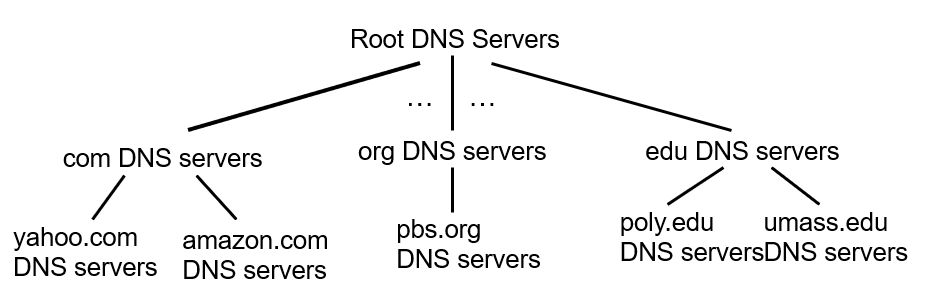 Root DNS Servers
… …
com DNS servers
org DNS servers
edu DNS servers
yahoo.com
DNS servers
amazon.com
DNS servers
pbs.org
DNS servers
poly.edu
DNS servers
umass.edu
DNS servers